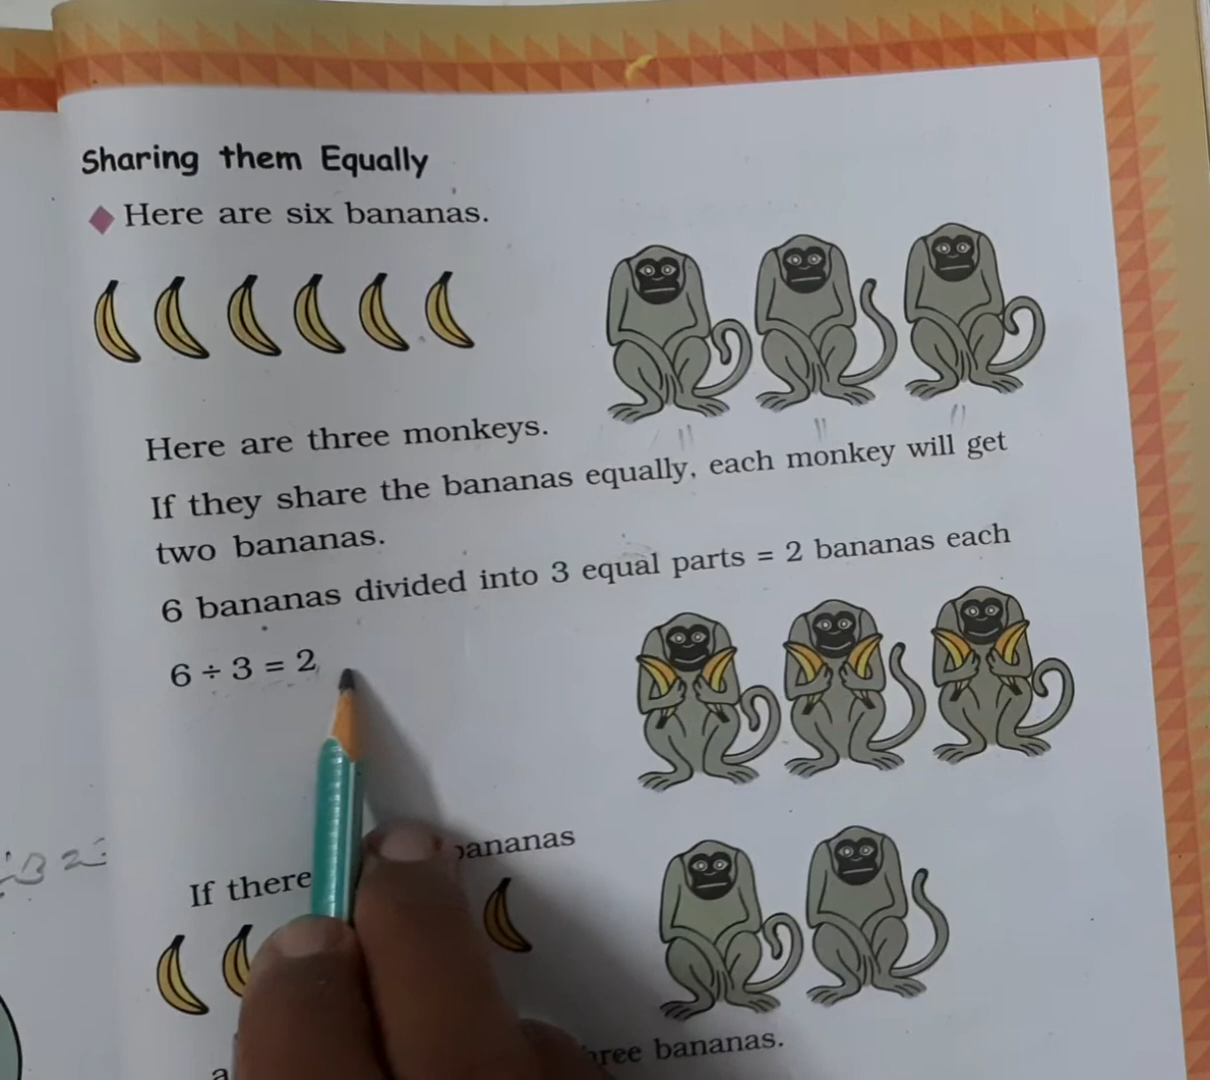 Sharing them Equally
Here are six bananas.
Here are three monkeys.
If they share the bananas equally, each monkey will get
two bananas.
6 bananas divided into 3 equal parts = 2 bananas each
6 ÷ 3 = 2
If there bananas
bananas.